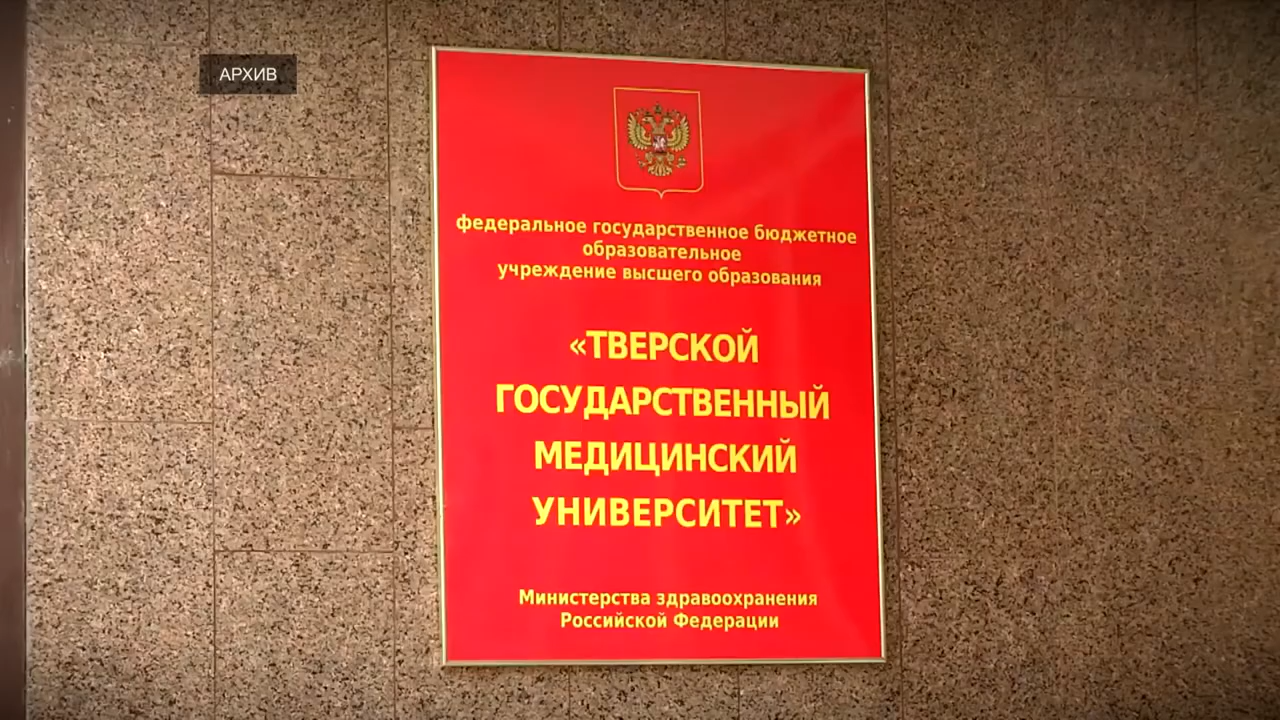 АРХИВ
федеральное государственное бюджетное
образовательное
учреждение высшего образования
«ТВЕРСКОЙ
ГОСУДАРСТВЕННЫЙ
МЕДИЦИНСКИЙ
УНИВЕРСИТЕТ»
Министерства здравоохранения
Российской Федерации